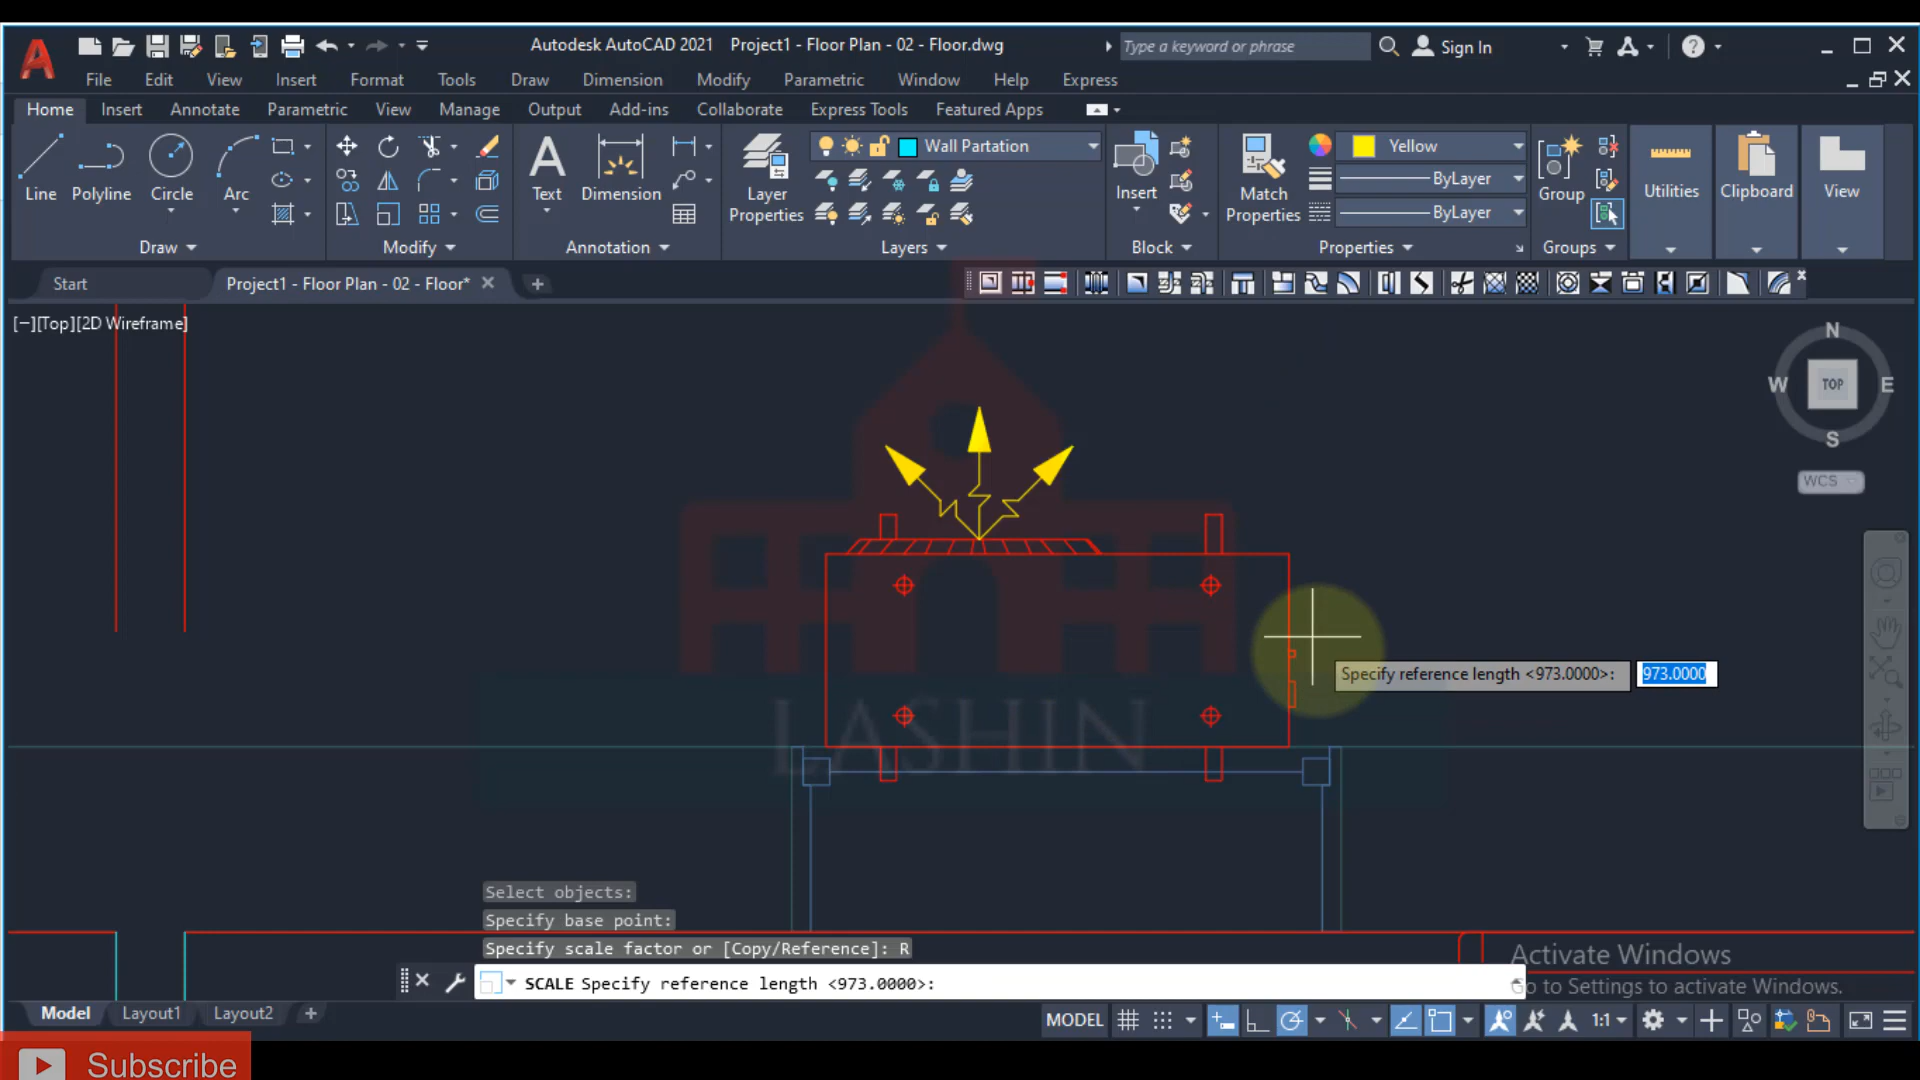 Autodesk AutoCAD 2021 Project1 - Floor Plan - 02 - Floor.dwg
Type a keyword or phrase
Sign In
File Edit View Insert Format Tools Draw Dimension Modify Parametric Window Help Express
Home Insert Annotate Parametric View Manage Output Add-ins Collaborate Express Tools Featured Apps
Line Polyline Circle Arc
Text Dimension
Layer Properties
Wall Partation
Insert
Match Properties
Yellow
ByLayer
ByLayer
Group
Utilities
Clipboard
View
Draw Modify Annotation Layers Block Properties Groups
Start
Project1 - Floor Plan - 02 - Floor*
[−][Top][2D Wireframe]
N
W TOP E
S
WCS
Specify reference length <973.0000>: 973.0000
LASHIN
Select objects:
Specify base point:
Specify scale factor or [Copy/Reference]: R
SCALE Specify reference length <973.0000>:
Activate Windows
Go to Settings to activate Windows.
Model Layout1 Layout2
MODEL
1:1
Subscribe